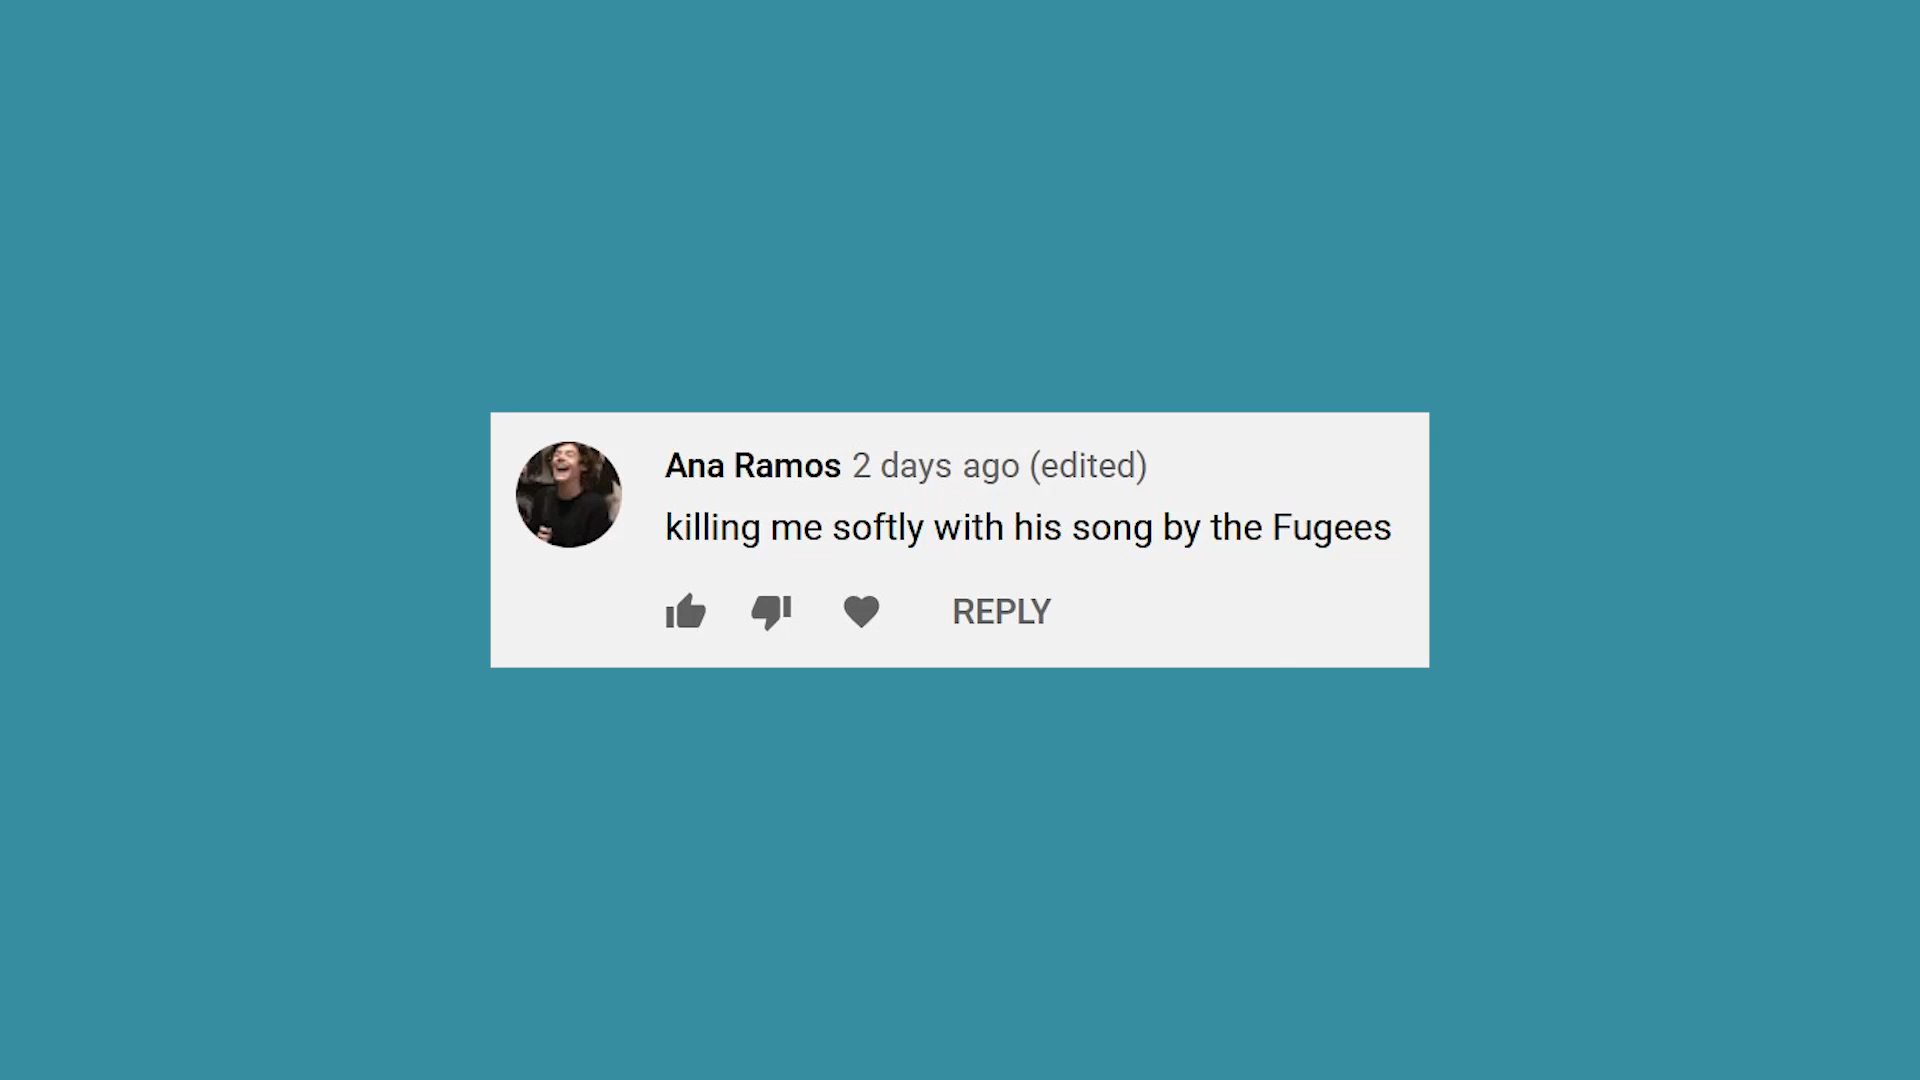 Ana Ramos 2 days ago (edited)
killing me softly with his song by the Fugees
REPLY